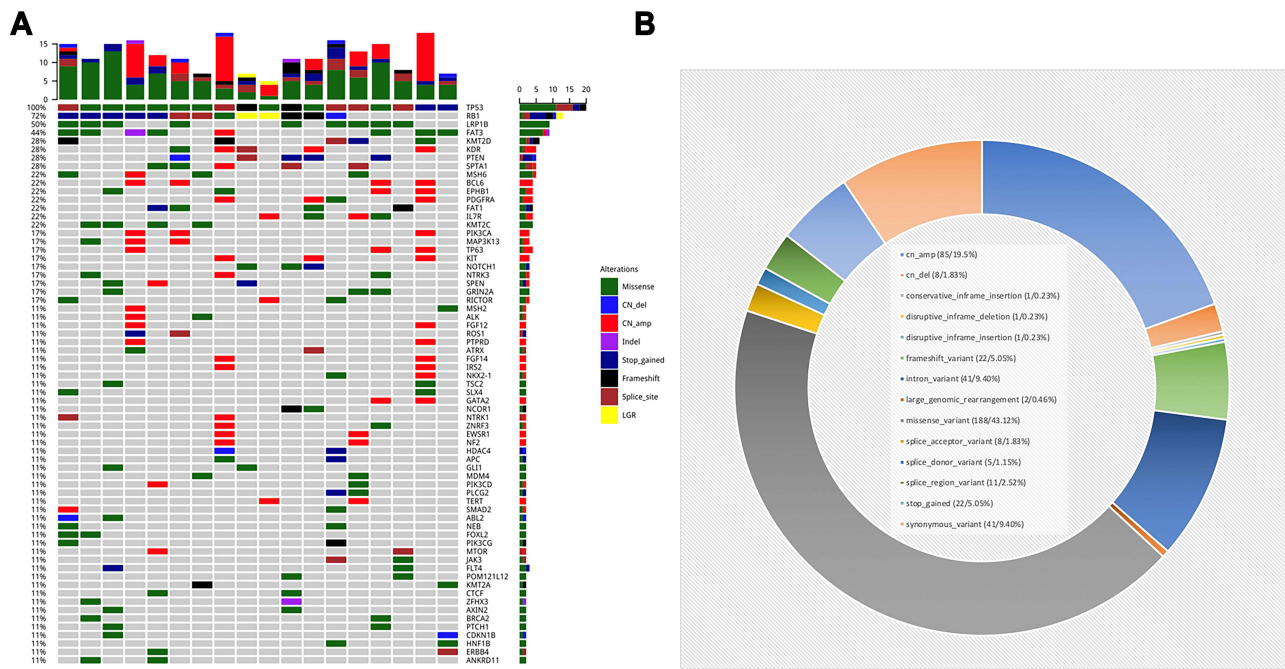 A
B
15
10
5
0
0 5 10 15 20
100% TP53
72% RB1
50% LRP1B
44% FAT3
28% KMT2D
28% KDR
28% PTEN
28% SPTA1
22% MSH6
22% BCL6
22% EPHB1
22% PDGFRA
22% FAT1
22% IL7R
22% KMT2C
17% PIK3CA
17% MAP3K13
17% TP63
17% KIT
17% NOTCH1
17% NTRK3
17% SPEN
17% GRIN2A
17% RICTOR
11% MSH2
11% ALK
11% FGF12
11% ROS1
11% PTPRD
11% ATRX
11% FGF14
11% IRS2
11% NKX2-1
11% TSC2
11% SLX4
11% GATA2
11% NCOR1
11% NTRK1
11% ZNRF3
11% EWSR1
11% NF2
11% HDAC4
11% APC
11% GLI1
11% MDM4
11% PIK3CD
11% PLCG2
11% TERT
11% SMAD2
11% ABL2
11% NEB
11% FOXL2
11% PIK3CG
11% MTOR
11% JAK3
11% FLT4
11% POM121L12
11% KMT2A
11% CTCF
11% ZFHX3
11% AXIN2
11% BRCA2
11% PTCH1
11% CDKN1B
11% HNF1B
11% ERBB4
11% ANKRD11
Alterations
Missense
CN_del
CN_amp
Indel
Stop_gained
Frameshift
Splice_site
LGR
cn_amp (85/19.5%)
cn_del (8/1.83%)
conservative_inframe_insertion (1/0.23%)
disruptive_inframe_deletion (1/0.23%)
disruptive_inframe_insertion (1/0.23%)
frameshift_variant (22/5.05%)
intron_variant (41/9.40%)
large_genomic_rearrangement (2/0.46%)
missense_variant (188/43.12%)
splice_acceptor_variant (8/1.83%)
splice_donor_variant (5/1.15%)
splice_region_variant (11/2.52%)
stop_gained (22/5.05%)
synonymous_variant (41/9.40%)